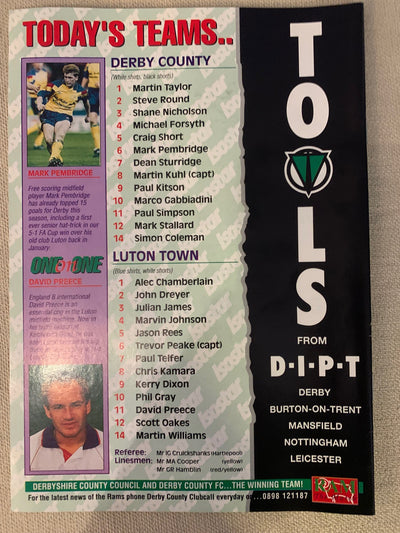 TODAY'S TEAMS..
DERBY COUNTY
(White shirts, black shorts)
1 Martin Taylor
2 Steve Round
3 Shane Nicholson
4 Michael Forsyth
5 Craig Short
6 Mark Pembridge
7 Dean Sturridge
8 Martin Kuhl (capt)
9 Paul Kitson
10 Marco Gabbiadini
11 Paul Simpson
12 Mark Stallard
14 Simon Coleman
LUTON TOWN
(Blue shirts, white shorts)
1 Alec Chamberlain
2 John Dreyer
3 Julian James
4 Marvin Johnson
5 Jason Rees
6 Trevor Peake (capt)
7 Paul Telfer
8 Chris Kamara
9 Kerry Dixon
10 Phil Gray
11 David Preece
12 Scott Oakes
14 Martin Williams
Referee: Mr IG Cruickshanks (Hartlepool)
Linesmen: Mr MA Cooper (yellow)
Mr GR Hamblin (red/yellow)
MARK PEMBRIDGE
Free scoring midfield
player Mark Pembridge
has already topped 15
goals for Derby this
season, including a first
ever senior hat-trick in our
5-1 FA Cup win over his
old club Luton back in
January.
ONE ON ONE
DAVID PREECE
England B international
David Preece is an
essential cog in the Luton
midfield machine. Now in
TOOLS
FROM
D·I·P·T
DERBY
BURTON-ON-TRENT
MANSFIELD
NOTTINGHAM
LEICESTER
DERBYSHIRE COUNTY COUNCIL AND DERBY COUNTY FC...THE WINNING TEAM!
For the latest news of the Rams phone Derby County Clubcall everyday on...0898 121187